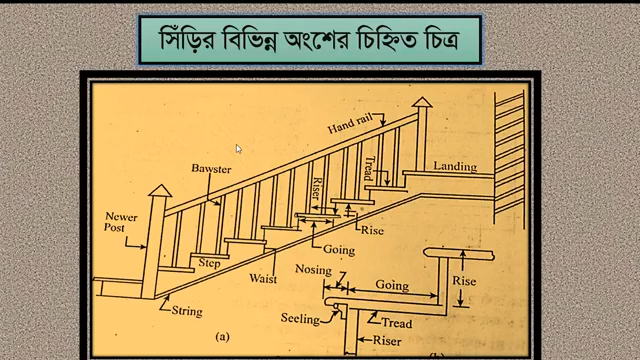 সিঁড়ির বিভিন্ন অংশের চিহ্নিত চিত্র
Hand rail
Landing
Bawster
Tread
Riser
Newer
Post
Rise
Going
Step
Waist
Nosing
Going
Rise
String
Seeling
Tread
Riser
(a)
(b)